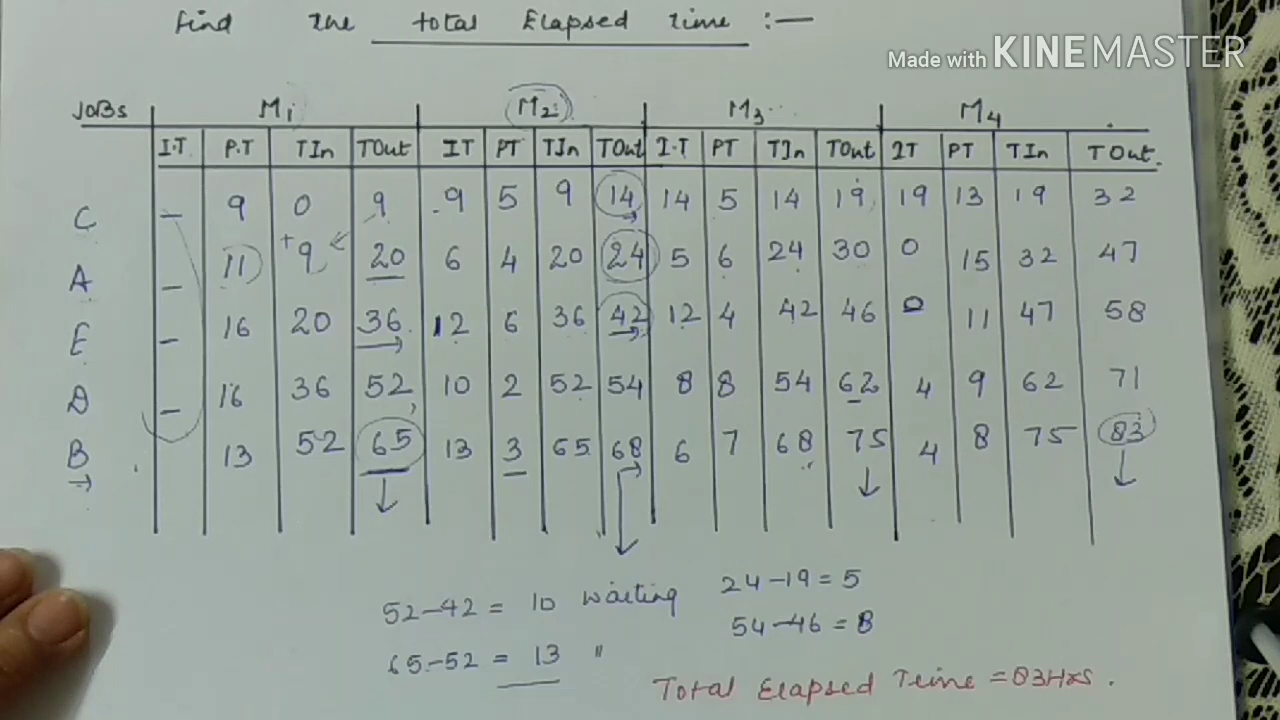 Find the total Elapsed time :—
Made with KINEMASTER
JOBS M1 M2 M3 M4
I.T P.T TIn TOut IT PT TIn TOut I.T PT TIn TOut IT PT TIn TOut.
C — 9 0 9 9 5 9 14 14 5 14 19 19 13 19 32
A — 11 +9 20 6 4 20 24 5 6 24 30 0 15 32 47
E — 16 20 36 12 6 36 42 12 4 42 46 0 11 47 58
D — 16 36 52 10 2 52 54 8 8 54 62 4 9 62 71
B 13 52 65 13 3 65 68 6 7 68 75 4 8 75 83
52-42 = 10 waiting 24-19=5
65-52 = 13 " 54-46=8
Total Elapsed Time = 83Hrs.